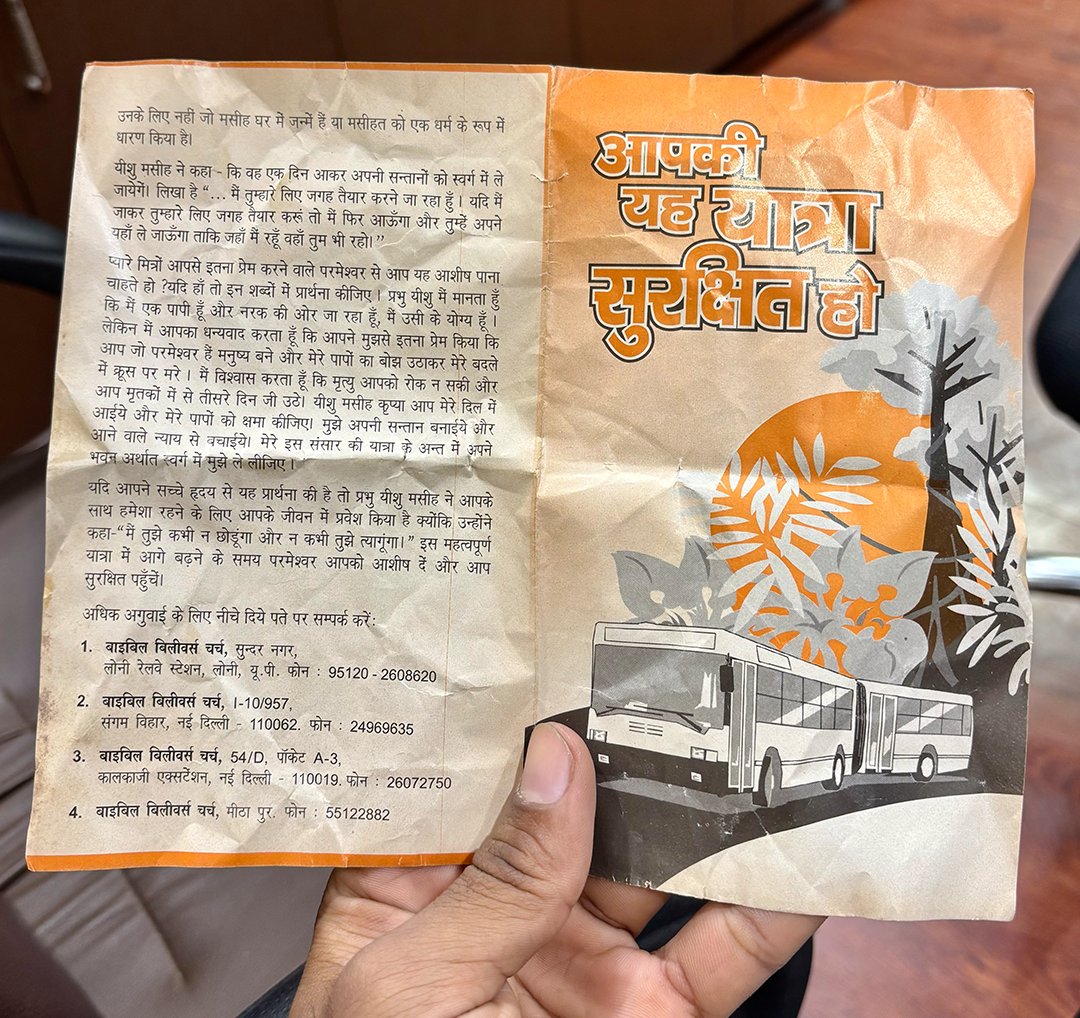 उनके लिए नहीं जो मसीह घर में जन्में हैं या मसीहत को एक धर्म के रूप में
धारण किया है।
यीशु मसीह ने कहा - कि वह एक दिन आकर अपनी सन्तानों को स्वर्ग में ले
जायेगें। लिखा है “... मैं तुम्हारे लिए जगह तैयार करने जा रहा हूँ। यदि में
जाकर तुम्हारे लिए जगह तैयार करूं तो में फिर आऊँगा और तुम्हें अपने
यहाँ ले जाऊँगा ताकि जहाँ मैं रहूँ वहाँ तुम भी रहो।”
प्यारे मित्रों आपसे इतना प्रेम करने वाले परमेश्वर से आप यह आशीष पाना
चाहते हो ?यदि हाँ तो इन शब्दों में प्रार्थना कीजिए। प्रभु यीशु मैं मानता हूँ
कि मैं एक पापी हूँ और नरक की ओर जा रहा हूँ, मैं उसी के योग्य हूँ ।
लेकिन में आपका धन्यवाद करता हूँ कि आपने मुझसे इतना प्रेम किया कि
आप जो परमेश्वर हैं मनुष्य बने और मेरे पापों का बोझ उठाकर मेरे बदले
में क्रूस पर मरे । मैं विश्वास करता हूँ कि मृत्यु आपको रोक न सकी और
आप मृतकों में से तीसरे दिन जी उठे। यीशु मसीह कृप्या आप मेरे दिल में
आईये और मेरे पापों को क्षमा कीजिए। मुझे अपनी सन्तान बनाईये और
आने वाले न्याय से बचाईये। मेरे इस संसार की यात्रा के अन्त में अपने
भवन अर्थात स्वर्ग में मुझे ले लीजिए ।
यदि आपने सच्चे हृदय से यह प्रार्थना की है तो प्रभु यीशु मसीह ने आपके
साथ हमेशा रहने के लिए आपके जीवन में प्रवेश किया है क्योंकि उन्होंने
कहा-“मैं तुझे कभी न छोडूंगा और न कभी तुझे त्यागूंगा।” इस महत्वपूर्ण
यात्रा में आगे बढ़ने के समय परमेश्वर आपको आशीष दें और आप
सुरक्षित पहुँचें।
अधिक अगुवाई के लिए नीचे दिये पते पर सम्पर्क करें:
1. बाइबिल बिलीवर्स चर्च, सुन्दर नगर,
लोनी रेलवे स्टेशन, लोनी, यू.पी. फोन : 95120 - 2608620
2. बाइबिल बिलीवर्स चर्च, I-10/957,
संगम विहार, नई दिल्ली - 110062. फोन : 24969635
3. बाइबिल बिलीवर्स चर्च, 54/D, पॉकेट A-3,
कालकाजी एक्सटेंशन, नई दिल्ली - 110019. फोन : 26072750
4. बाइबिल बिलीवर्स चर्च, मीठा पुर. फोन : 55122882
आपकी
यह यात्रा
सुरक्षित हो